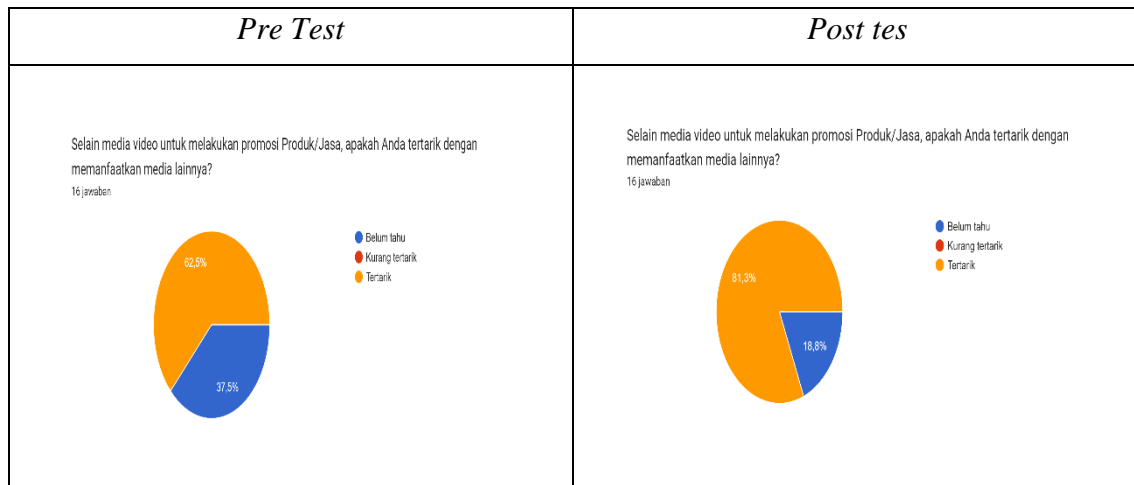 Pre Test
Post tes
Selain media video untuk melakukan promosi Produk/Jasa, apakah Anda tertarik dengan
memanfaatkan media lainnya?
16 jawaban
62,5%
37,5%
Belum tahu
Kurang tertarik
Tertarik
Selain media video untuk melakukan promosi Produk/Jasa, apakah Anda tertarik dengan
memanfaatkan media lainnya?
16 jawaban
81,3%
18,8%
Belum tahu
Kurang tertarik
Tertarik